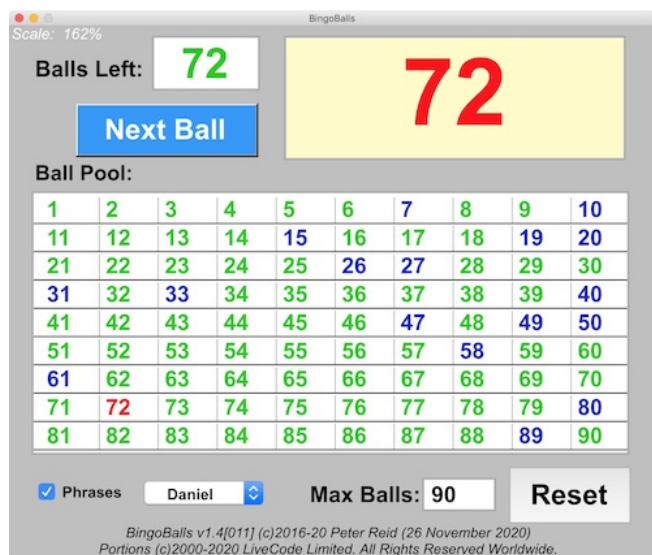 BingoBalls
Scale: 162%
Balls Left: 72
72
Next Ball
Ball Pool:
1 2 3 4 5 6 7 8 9 10
11 12 13 14 15 16 17 18 19 20
21 22 23 24 25 26 27 28 29 30
31 32 33 34 35 36 37 38 39 40
41 42 43 44 45 46 47 48 49 50
51 52 53 54 55 56 57 58 59 60
61 62 63 64 65 66 67 68 69 70
71 72 73 74 75 76 77 78 79 80
81 82 83 84 85 86 87 88 89 90
Phrases Daniel Max Balls: 90 Reset
BingoBalls v1.4[011] (c)2016-20 Peter Reid (26 November 2020)
Portions (c)2000-2020 LiveCode Limited. All Rights Reserved Worldwide.